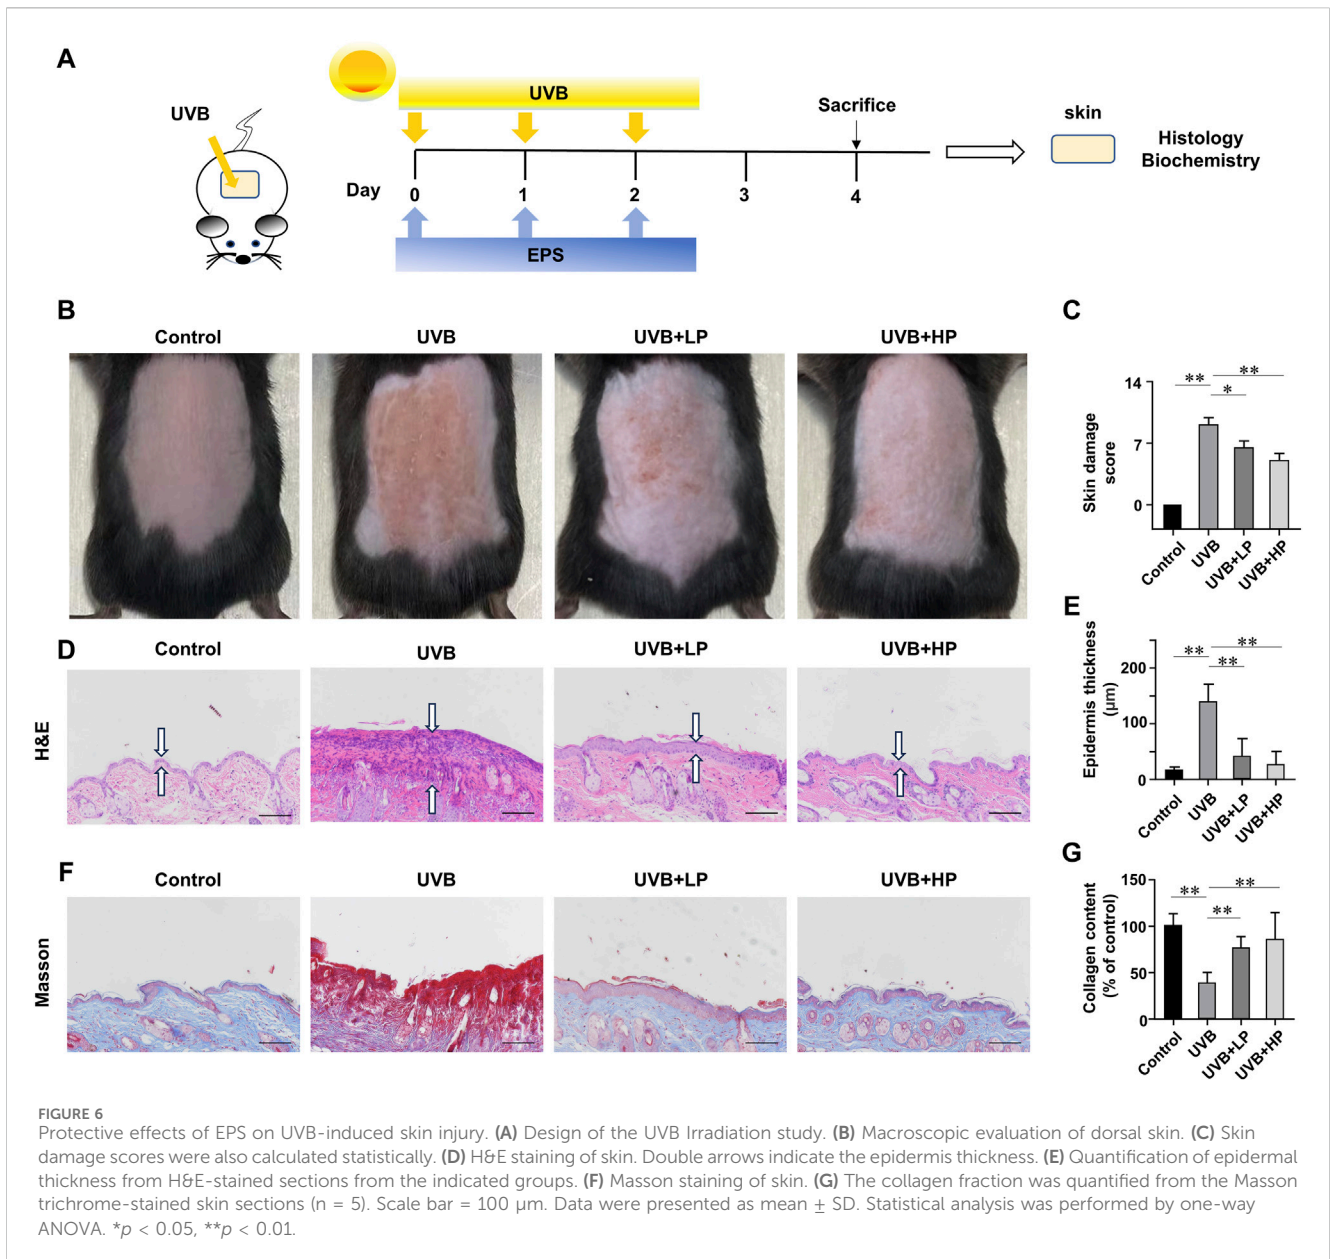 A
UVB
UVB
Sacrifice
skin
Histology
Biochemistry
Day
0 1 2 3 4
EPS
B
Control UVB UVB+LP UVB+HP
C
Skin damage
score
14
7
0
** * **
Control UVB UVB+LP UVB+HP
D
Control UVB UVB+LP UVB+HP
H&E
E
Epidermis thickness
(µm)
200
100
0
** ** **
Control UVB UVB+LP UVB+HP
F
Control UVB UVB+LP UVB+HP
Masson
G
Collagen content
(% of control)
150
100
50
0
** ** **
Control UVB UVB+LP UVB+HP
FIGURE 6
Protective effects of EPS on UVB-induced skin injury. (A) Design of the UVB Irradiation study. (B) Macroscopic evaluation of dorsal skin. (C) Skin
damage scores were also calculated statistically. (D) H&E staining of skin. Double arrows indicate the epidermis thickness. (E) Quantification of epidermal
thickness from H&E-stained sections from the indicated groups. (F) Masson staining of skin. (G) The collagen fraction was quantified from the Masson
trichrome-stained skin sections (n = 5). Scale bar = 100 µm. Data were presented as mean ± SD. Statistical analysis was performed by one-way
ANOVA. *p < 0.05, **p < 0.01.